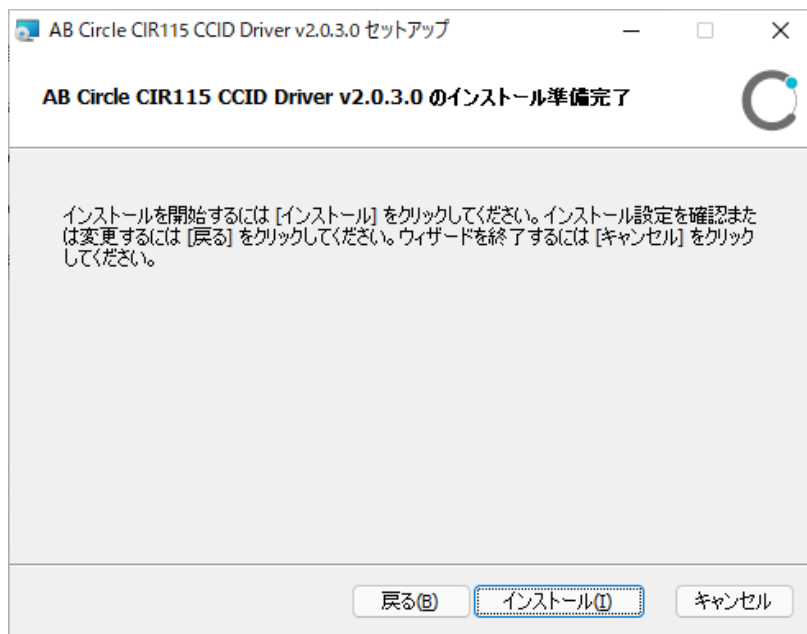 AB Circle CIR115 CCID Driver v2.0.3.0 セットアップ
AB Circle CIR115 CCID Driver v2.0.3.0 のインストール準備完了
インストールを開始するには [インストール] をクリックしてください。インストール設定を確認また
は変更するには [戻る] をクリックしてください。ウィザードを終了するには [キャンセル] をクリック
してください。
戻る(B) インストール(I) キャンセル